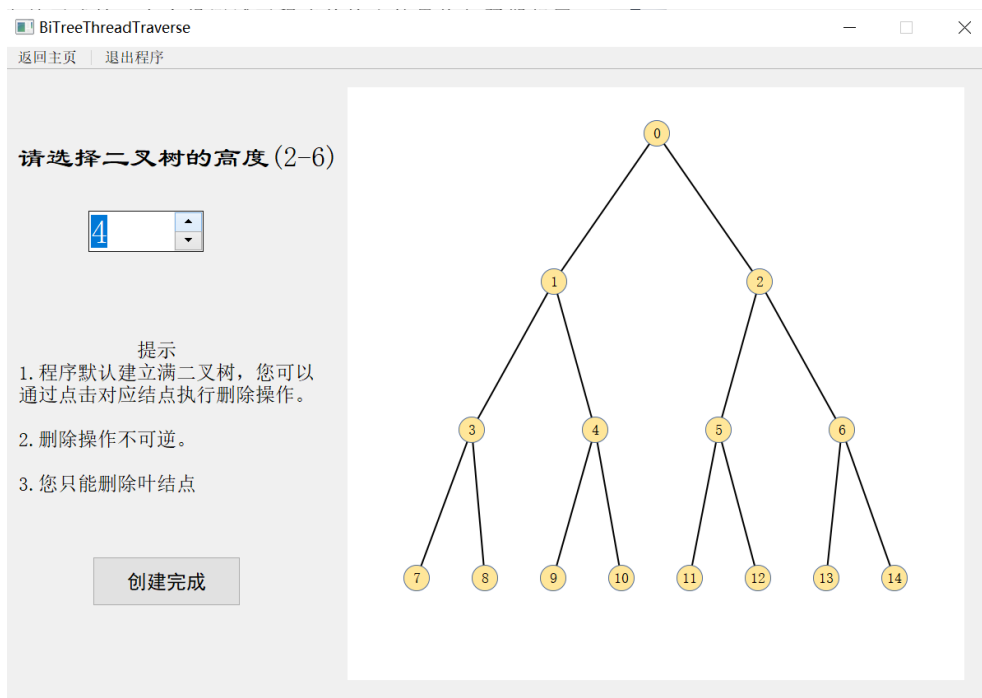 BiTreeThreadTraverse
返回主页 退出程序
请选择二叉树的高度(2-6)
4
提示
1.程序默认建立满二叉树，您可以
通过点击对应结点执行删除操作。
2.删除操作不可逆。
3.您只能删除叶结点
创建完成
0
1 2
3 4 5 6
7 8 9 10 11 12 13 14